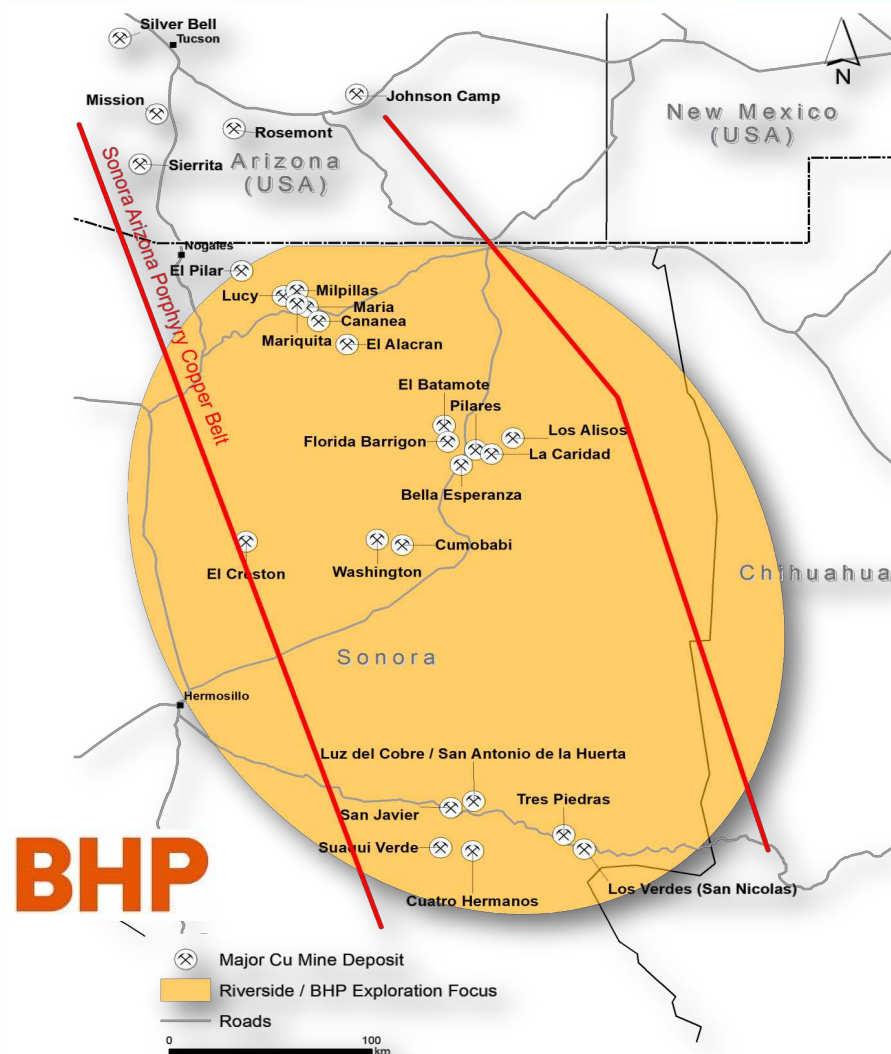 Silver Bell
Tucson
Mission
Johnson Camp
New Mexico
(USA)
N
Rosemont
Sierrita
Arizona
(USA)
Sonora Arizona Porphyry Copper Belt
Nogales
El Pilar
Lucy
Milpillas
Maria
Cananea
Mariquita
El Alacran
El Batamote
Pilares
Florida Barrigon
Los Alisos
La Caridad
Bella Esperanza
El Creston
Washington
Cumobabi
Chihuahua
Sonora
Hermosillo
Luz del Cobre / San Antonio de la Huerta
San Javier
Tres Piedras
Suaqui Verde
Los Verdes (San Nicolas)
Cuatro Hermanos
BHP
Major Cu Mine Deposit
Riverside / BHP Exploration Focus
Roads
0 100
km